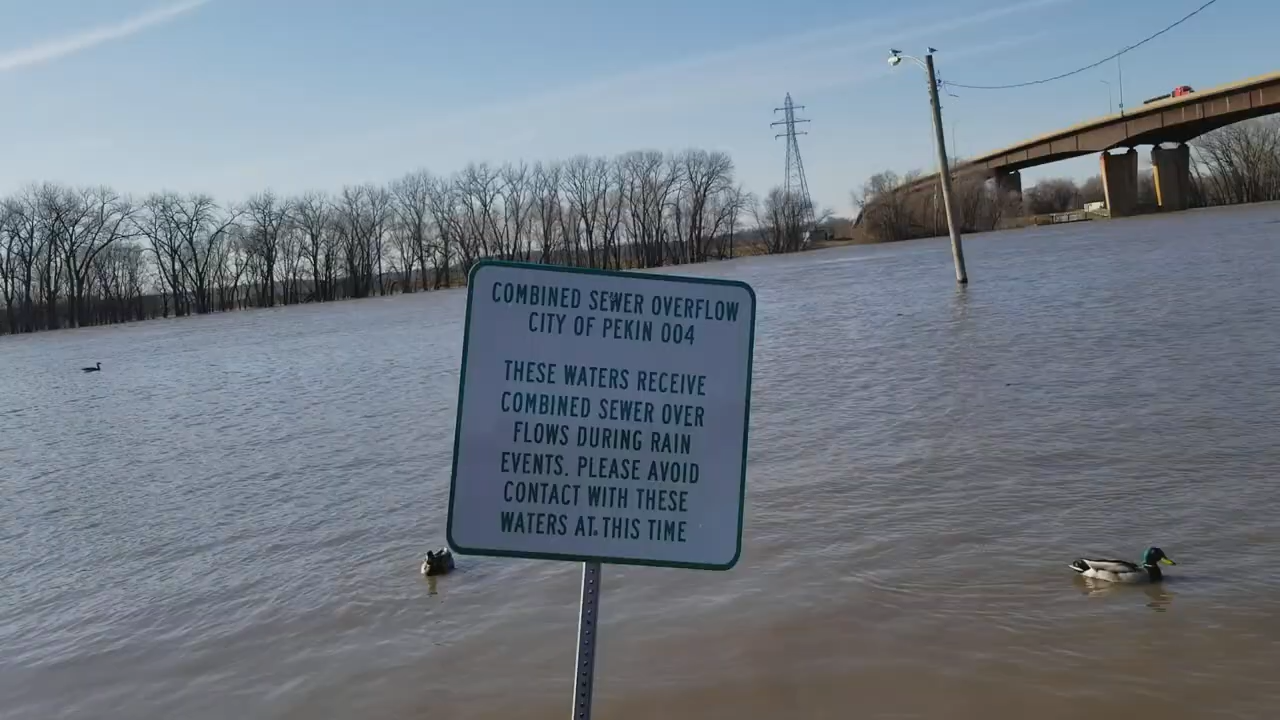 COMBINED SEWER OVERFLOW
CITY OF PEKIN 004
THESE WATERS RECEIVE
COMBINED SEWER OVER
FLOWS DURING RAIN
EVENTS. PLEASE AVOID
CONTACT WITH THESE
WATERS AT THIS TIME